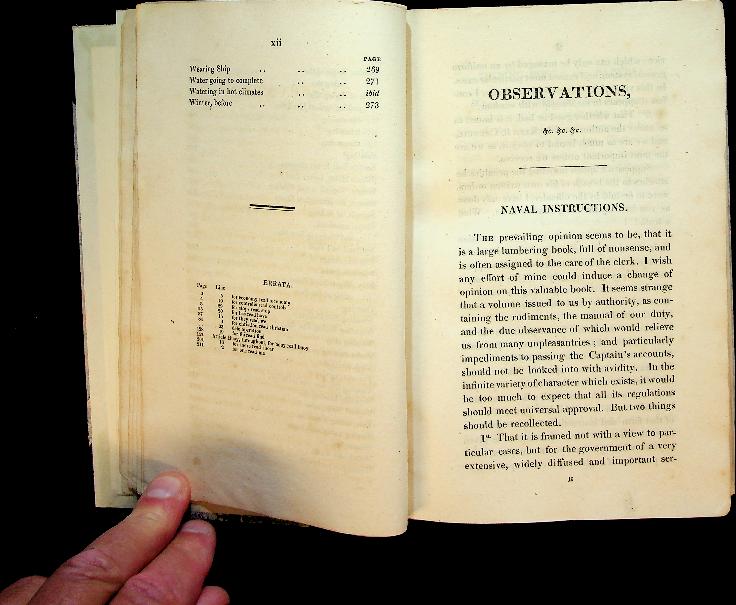 xii
PAGE
Wearing Ship .. .. .. 269
Water going to complete .. .. 271
Watering in hot climates .. .. ibid
Winter, before .. .. .. 273
ERRATA.
Page Line
OBSERVATIONS,
&c. &c. &c.
NAVAL INSTRUCTIONS.
THE prevailing opinion seems to be, that it
is a large lumbering book, full of nonsense, and
is often assigned to the care of the clerk. I wish
any effort of mine could induce a change of
opinion on this valuable book. It seems strange
that a volume issued to us by authority, as con-
taining the rudiments, the manual of our duty,
and the due observance of which would relieve
us from many unpleasantries; and particularly
impediments to passing the Captain's accounts,
should not be looked into with avidity. In the
infinite variety of character which exists, it would
be too much to expect that all its regulations
should meet universal approval. But two things
should be recollected.
1st. That it is framed not with a view to par-
ticular cases, but for the government of a very
extensive, widely diffused and important ser-
B